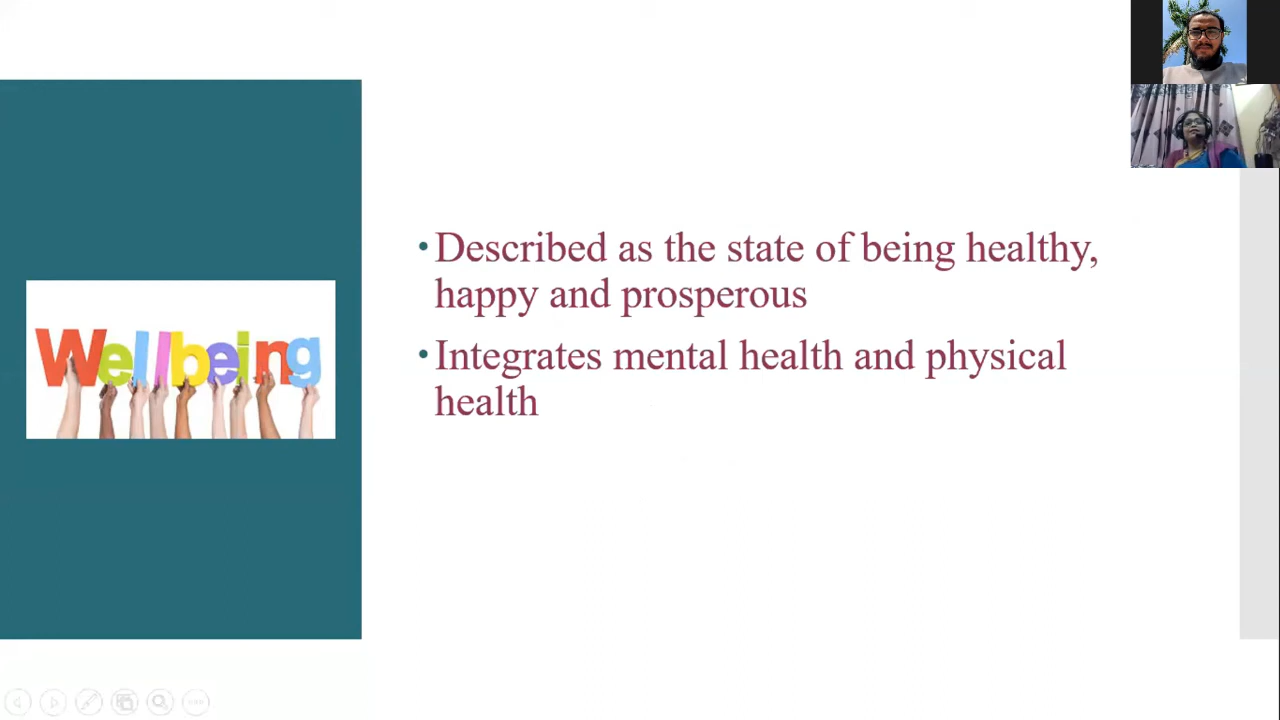 Wellbeing
• Described as the state of being healthy,
happy and prosperous
• Integrates mental health and physical
health